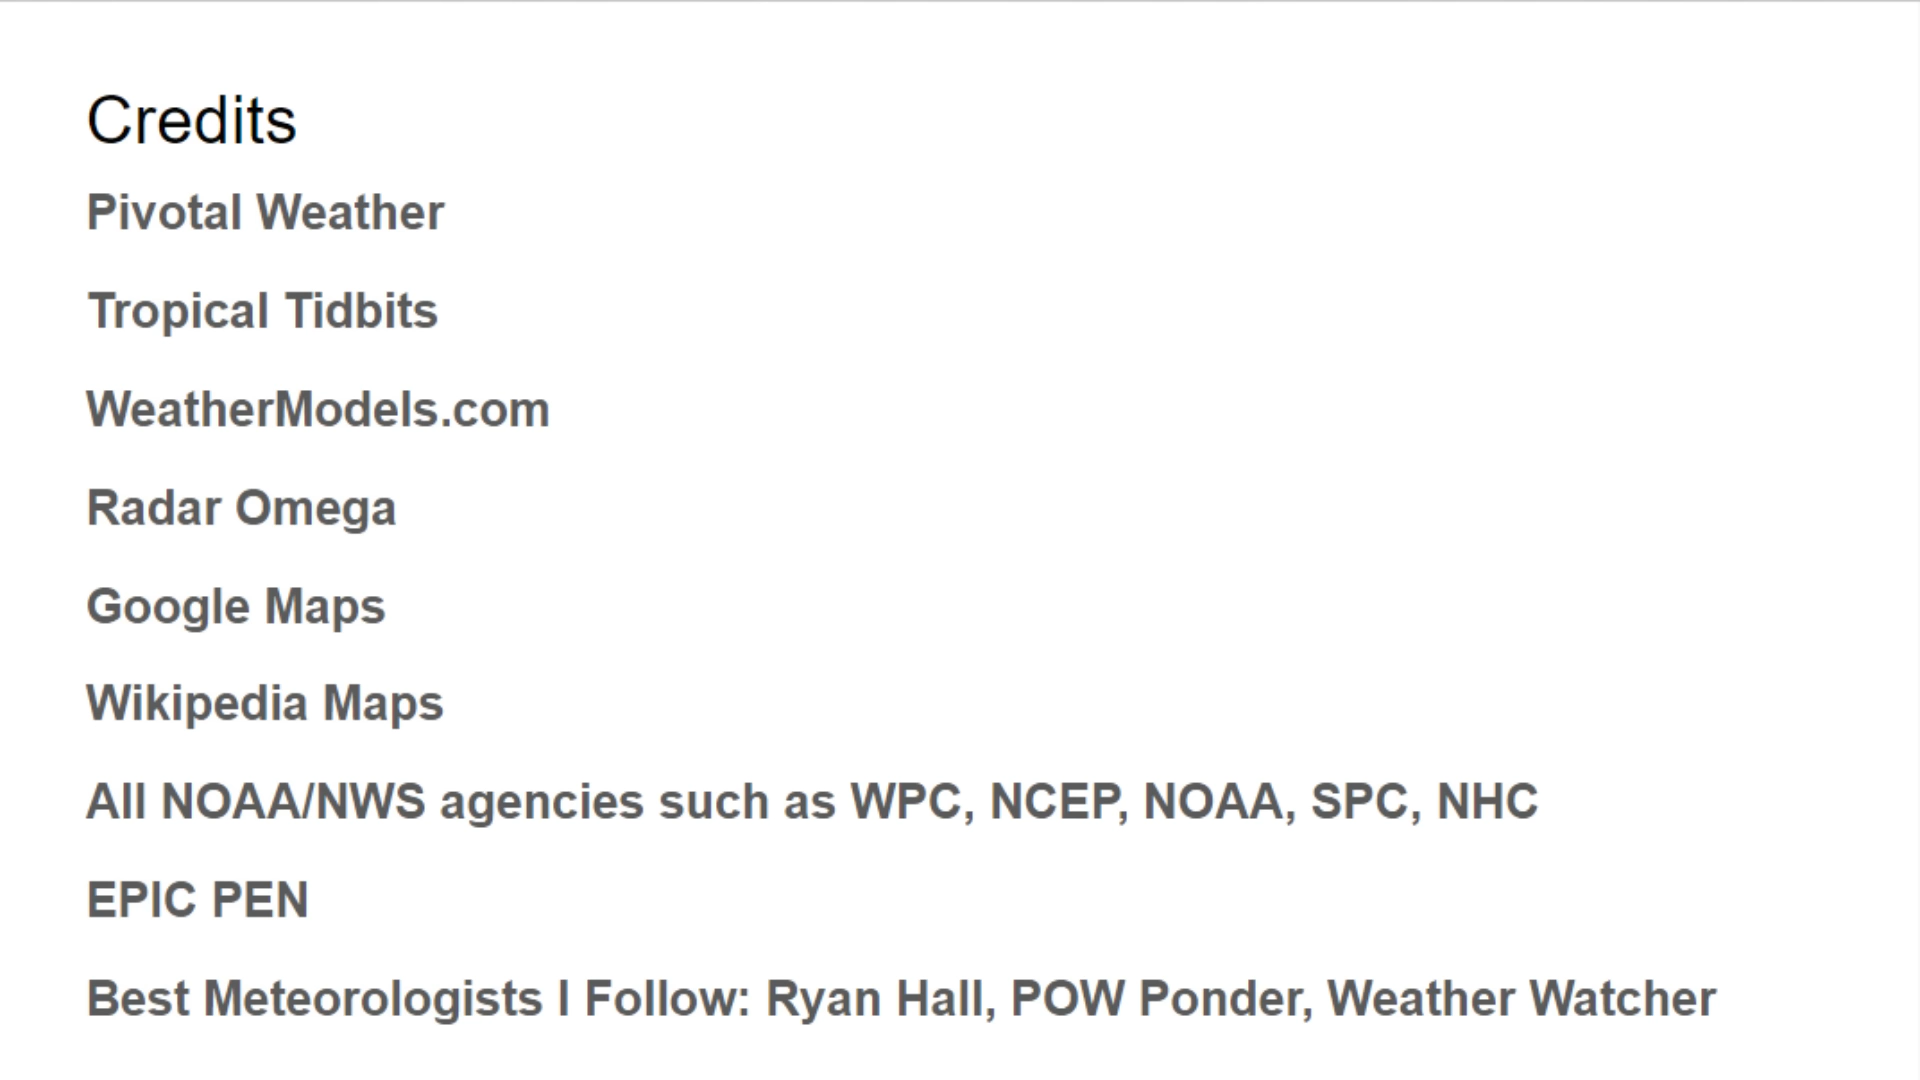 Credits
Pivotal Weather
Tropical Tidbits
WeatherModels.com
Radar Omega
Google Maps
Wikipedia Maps
All NOAA/NWS agencies such as WPC, NCEP, NOAA, SPC, NHC
EPIC PEN
Best Meteorologists I Follow: Ryan Hall, POW Ponder, Weather Watcher